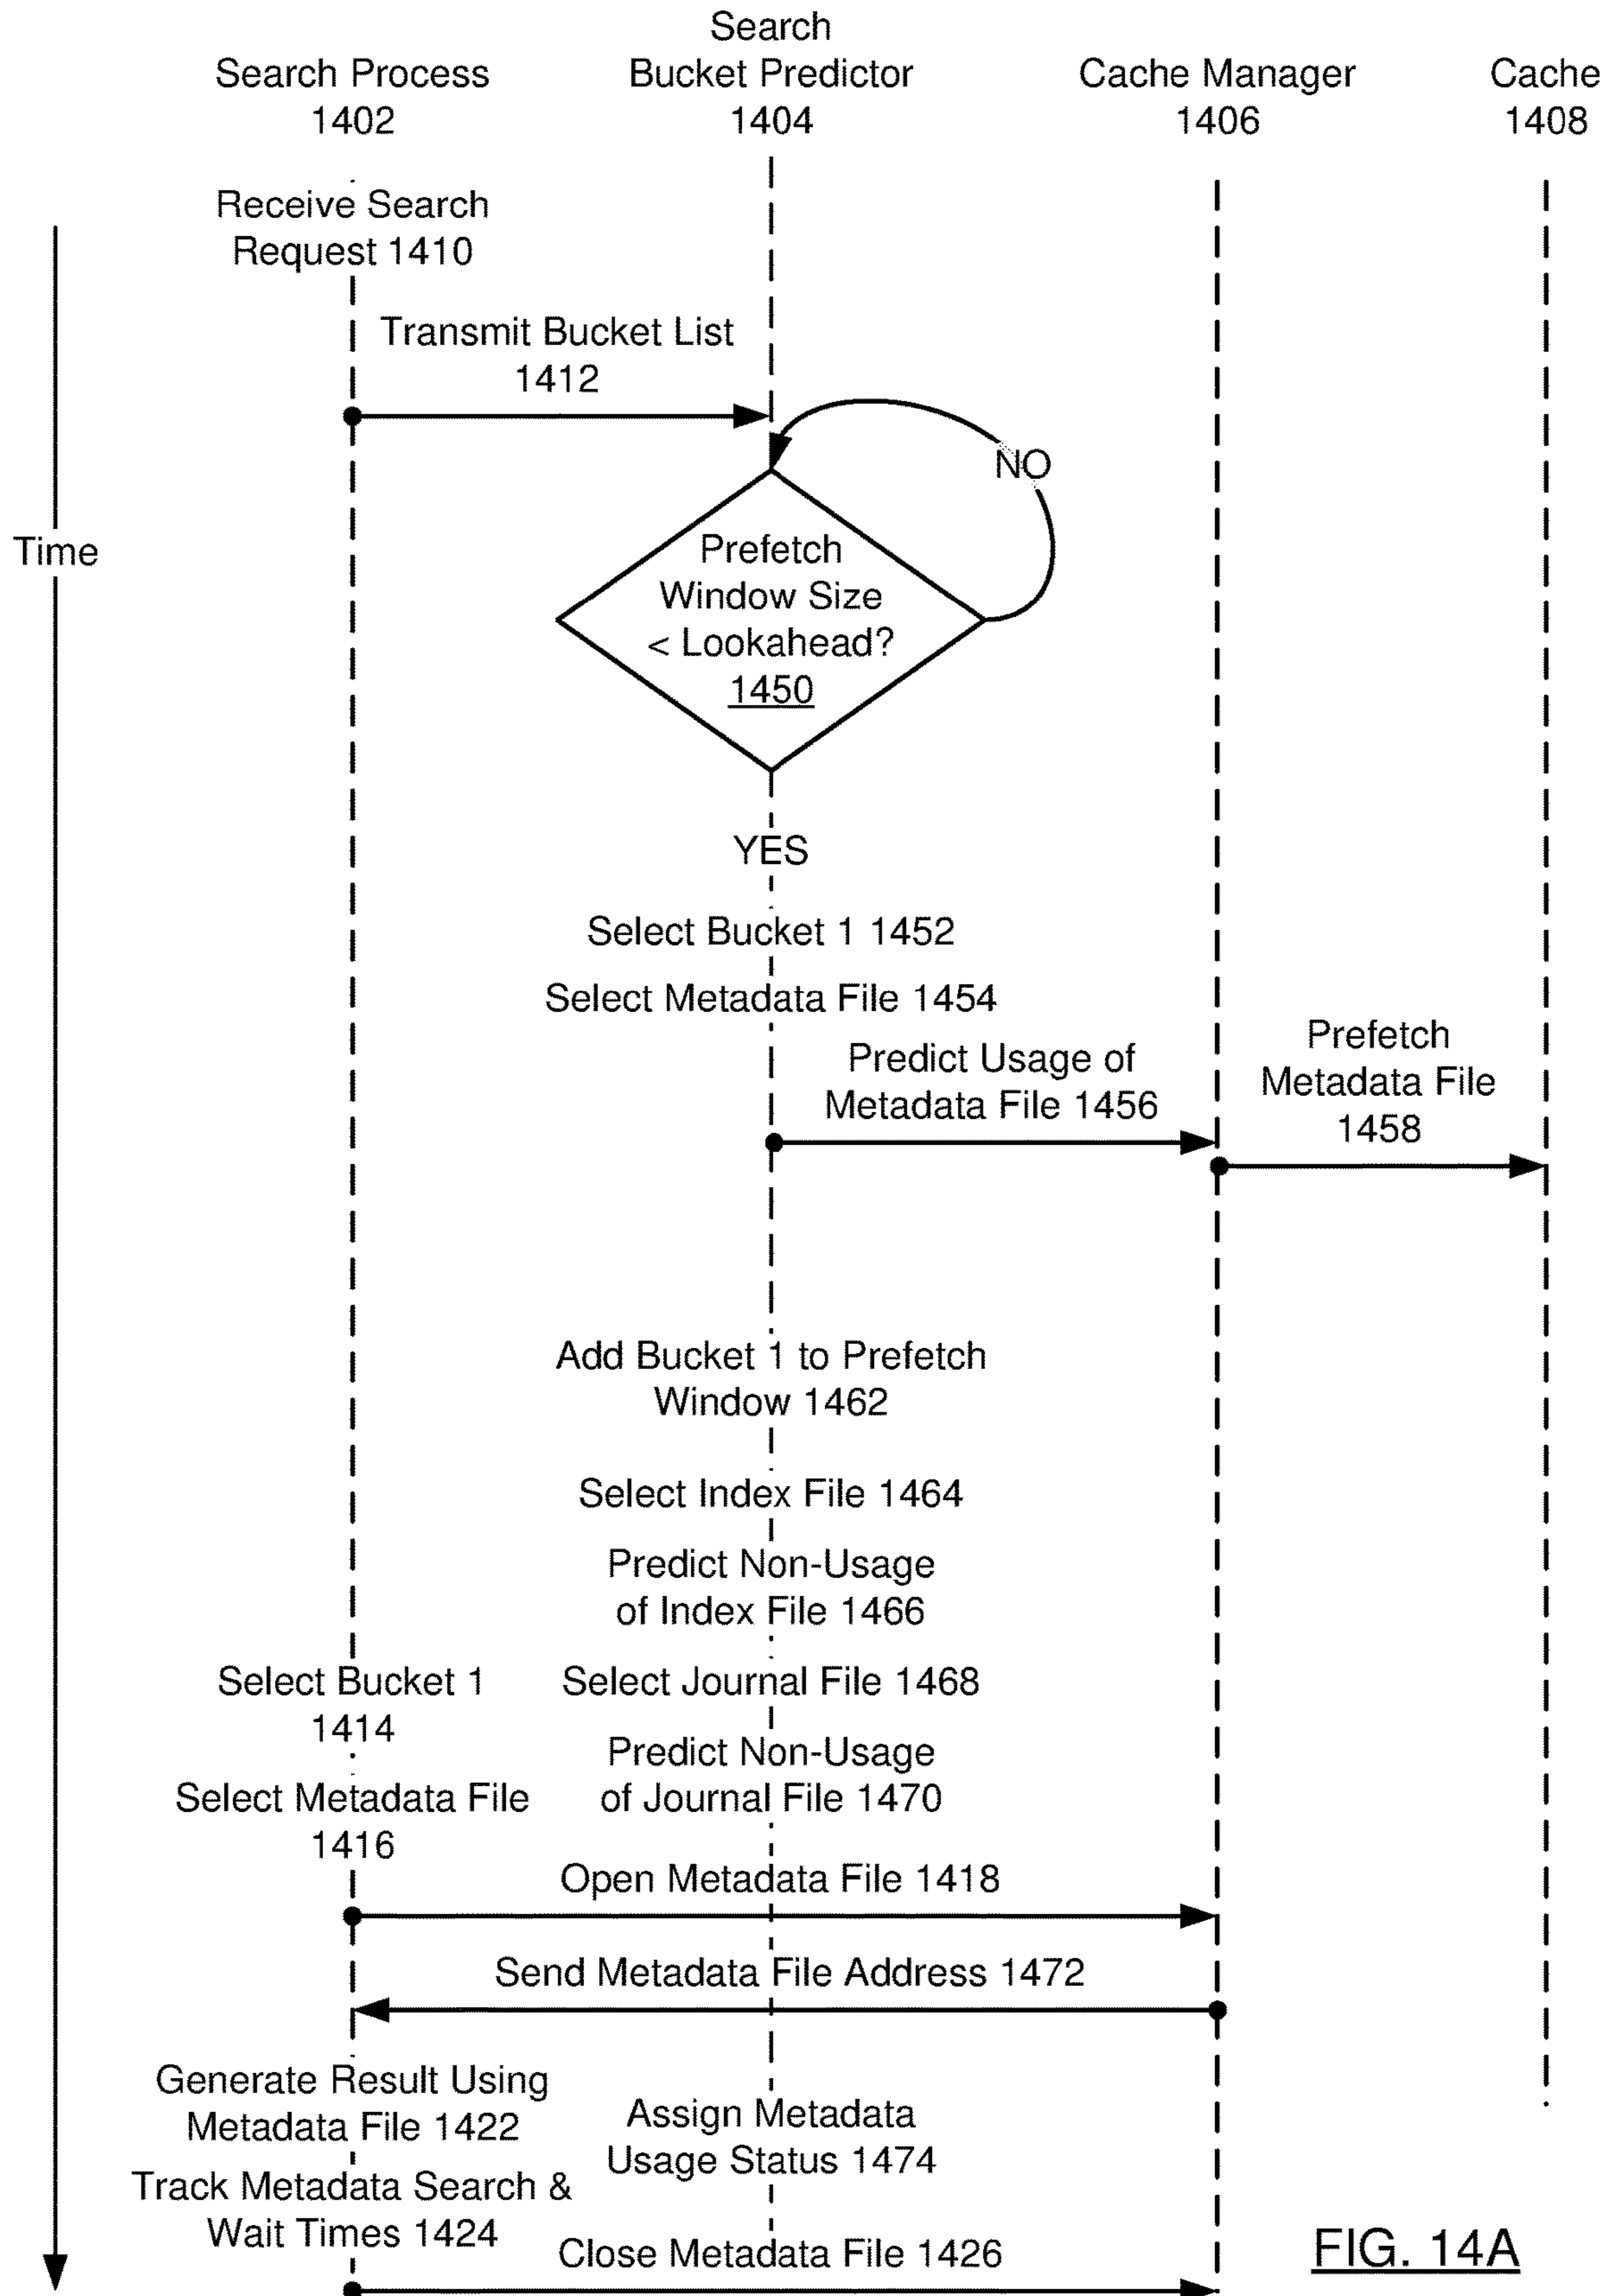 Search Process
1402
Search
Bucket Predictor
1404
Cache Manager
1406
Cache
1408
Receive Search
Request 1410
Transmit Bucket List
1412
NO
Time
Prefetch
Window Size
< Lookahead?
1450
YES
Select Bucket 1 1452
Select Metadata File 1454
Predict Usage of
Metadata File 1456
Prefetch
Metadata File
1458
Add Bucket 1 to Prefetch
Window 1462
Select Index File 1464
Predict Non-Usage
of Index File 1466
Select Bucket 1
1414
Select Journal File 1468
Predict Non-Usage
of Journal File 1470
Select Metadata File
1416
Open Metadata File 1418
Send Metadata File Address 1472
Generate Result Using
Metadata File 1422
Assign Metadata
Usage Status 1474
Track Metadata Search &
Wait Times 1424
Close Metadata File 1426
FIG. 14A